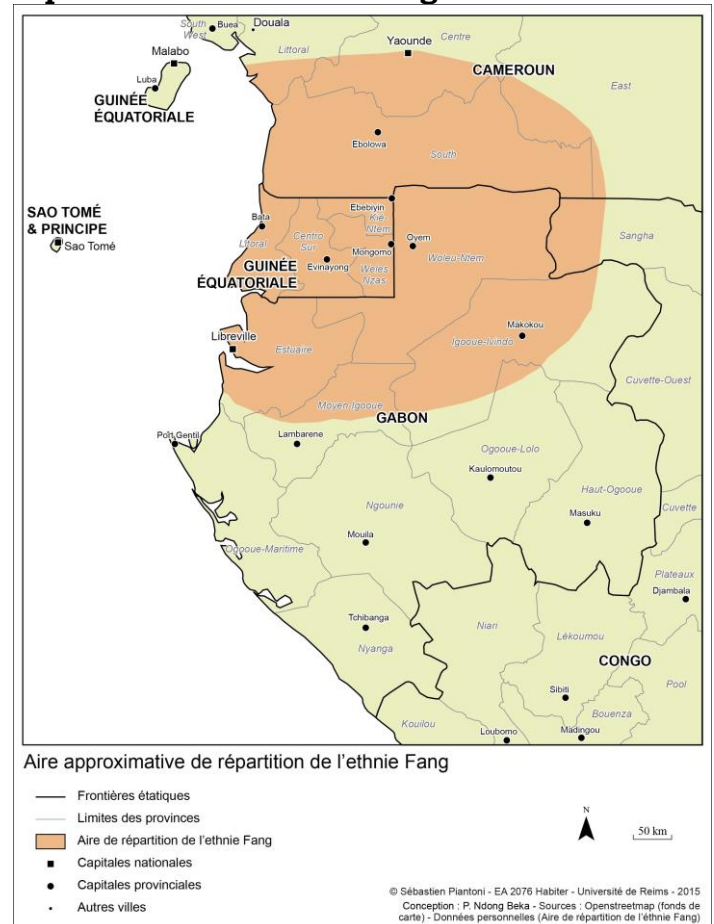 South
West
Buea
Douala
Littoral
Centre
Yaounde
Malabo
CAMEROUN
East
Luba
GUINÉE
ÉQUATORIALE
Ebolowa
South
SAO TOMÉ
& PRINCIPE
Sao Tomé
Ebebiyin
Kié-
Ntem
Bata
Litoral
Centro
Sur
Mongomo
Oyem
Woleu-Ntem
Sangha
Evinayong
Weles
Nzas
GUINÉE
ÉQUATORIALE
Libreville
Estuaire
Makokou
Igooue-Ivindo
Cuvette-Ouest
Moyen-Igooue
GABON
Port Gentil
Lambarene
Ogooue-Lolo
Kaulomoutou
Haut-Ogooue
Ngounie
Masuku
Cuvette
Mouila
Ogooue-Maritime
Plateaux
Djambala
Tchibanga
Nyanga
Niari
Lékoumou
CONGO
Pool
Sibiti
Bouenza
Kouilou
Loubomo
Madingou
Aire approximative de répartition de l'ethnie Fang
Frontières étatiques
Limites des provinces
Aire de répartition de l'ethnie Fang
Capitales nationales
Capitales provinciales
Autres villes
N
50 km
© Sébastien Piantoni - EA 2076 Habiter - Université de Reims - 2015
Conception : P. Ndong Beka - Sources : Openstreetmap (fonds de
carte) - Données personnelles (Aire de répartition de l'éthnie Fang)